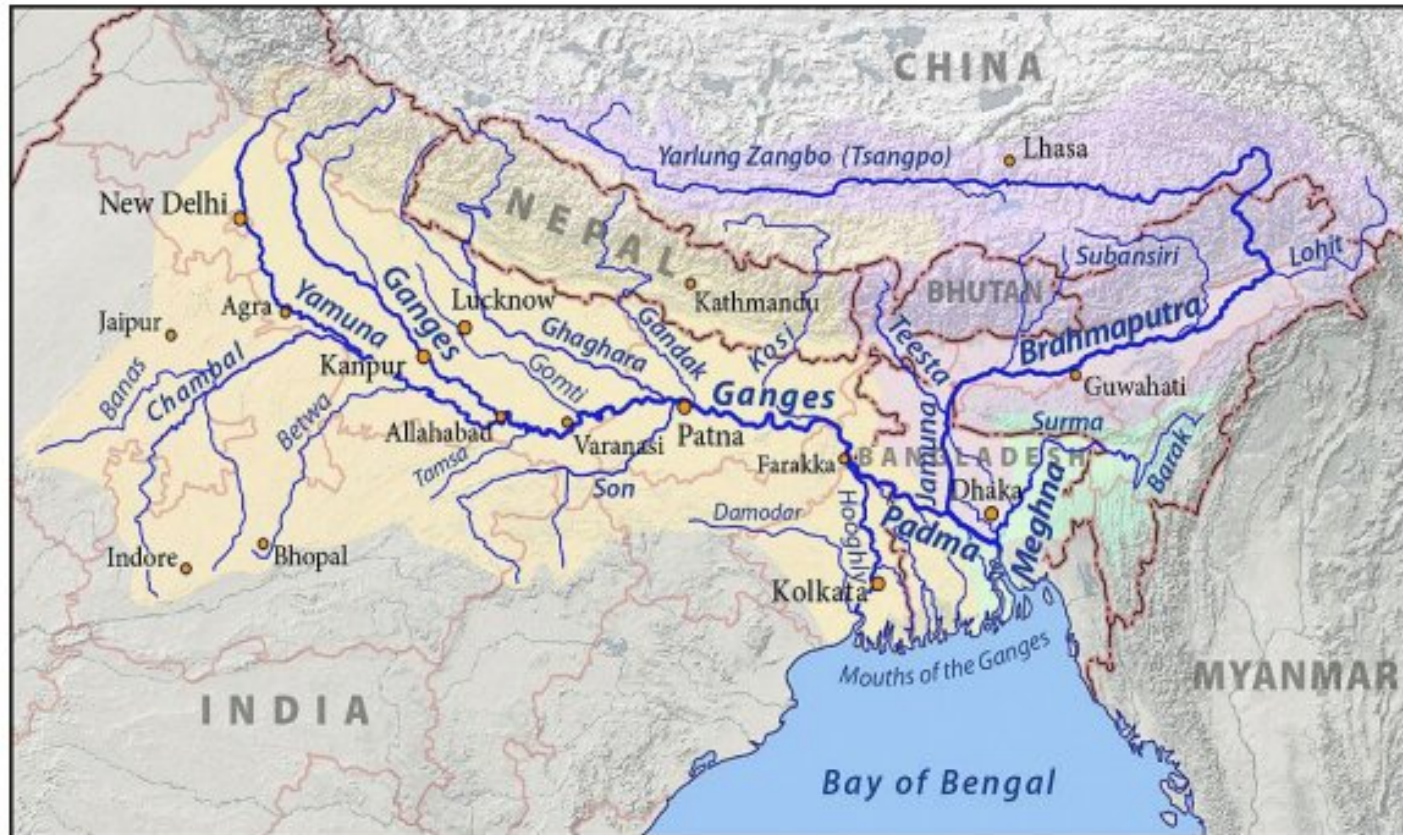 CHINA
Yarlung Zangbo (Tsangpo)
Lhasa
New Delhi
NEPAL
Subansiri
Lohit
Agra
Yamuna
Ganges
Lucknow
Kathmandu
BHUTAN
Jaipur
Ghaghara
Gandak
Kosi
Teesta
Brahmaputra
Banas
Chambal
Kanpur
Gomti
Ganges
Guwahati
Betwa
Allahabad
Varanasi
Patna
Jamuna
Surma
Tamsa
Farakka
BANGLADESH
Barak
Son
Dhaka
Meghna
Damodar
Hooghly
Padma
Indore
Bhopal
Kolkata
Mouths of the Ganges
MYANMAR
INDIA
Bay of Bengal